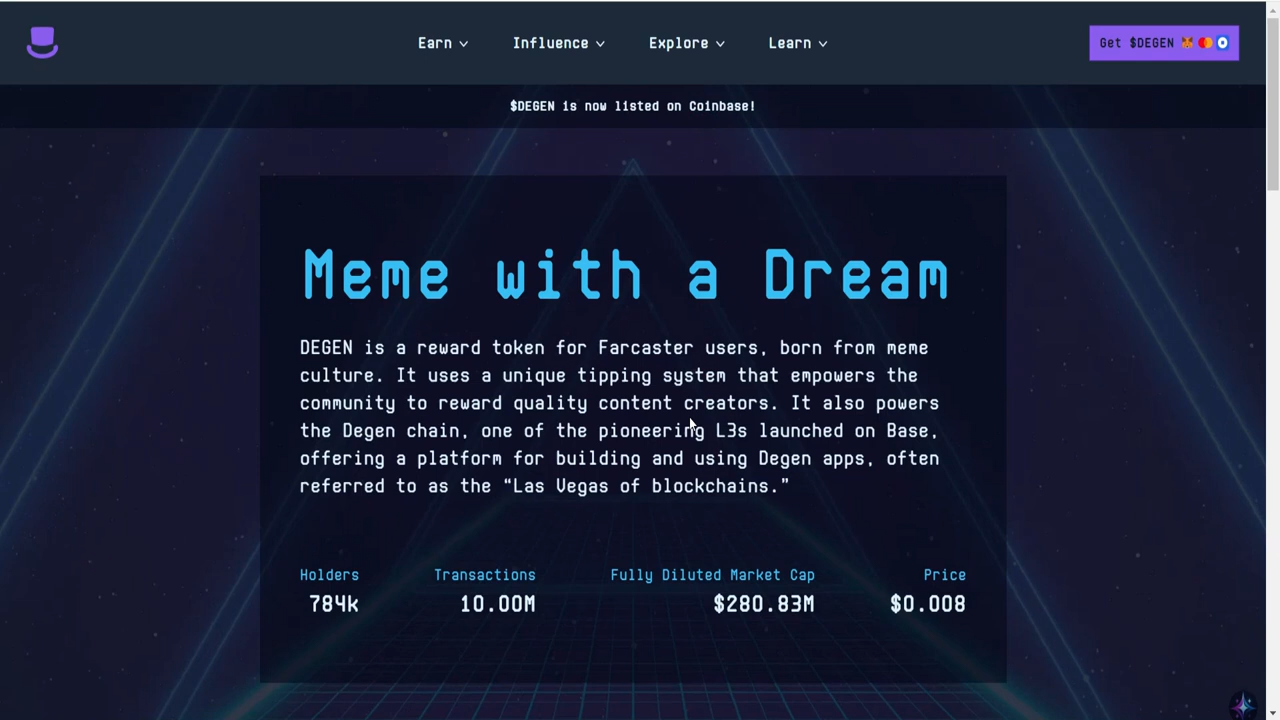 Earn
Influence
Explore
Learn
Get $DEGEN
$DEGEN is now listed on Coinbase!
Meme with a Dream
DEGEN is a reward token for Farcaster users, born from meme
culture. It uses a unique tipping system that empowers the
community to reward quality content creators. It also powers
the Degen chain, one of the pioneering L3s launched on Base,
offering a platform for building and using Degen apps, often
referred to as the “Las Vegas of blockchains.”
Holders
784k
Transactions
10.00M
Fully Diluted Market Cap
$280.83M
Price
$0.008